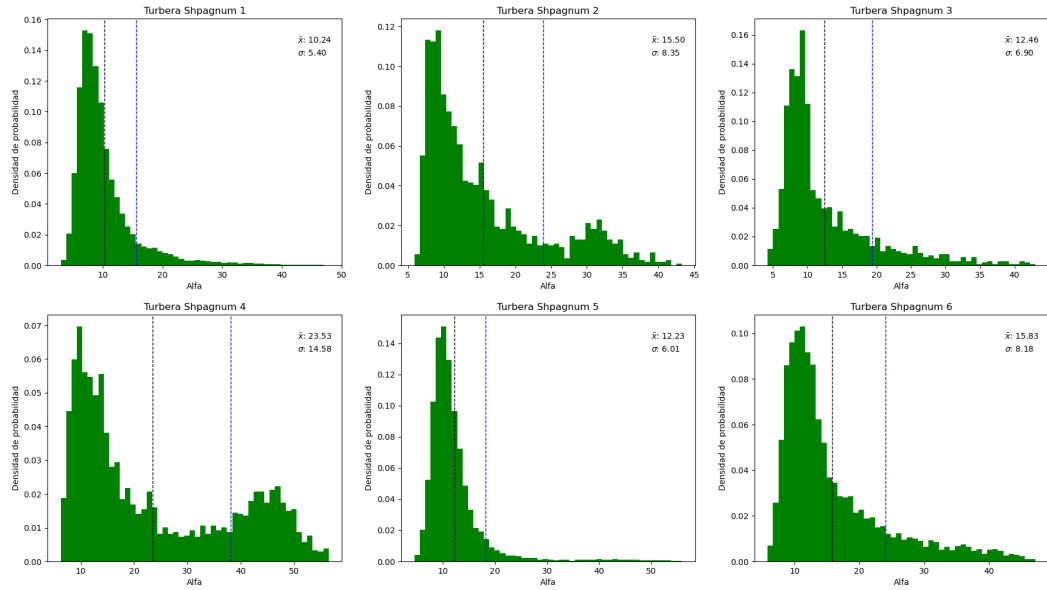 Turbera Shpagnum 1
x̄: 10.24
σ: 5.40
Densidad de probabilidad
0.16
0.14
0.12
0.10
0.08
0.06
0.04
0.02
0.00
10 20 30 40 50
Alfa
Turbera Shpagnum 2
x̄: 15.50
σ: 8.35
Densidad de probabilidad
0.12
0.10
0.08
0.06
0.04
0.02
0.00
5 10 15 20 25 30 35 40 45
Alfa
Turbera Shpagnum 3
x̄: 12.46
σ: 6.90
Densidad de probabilidad
0.16
0.14
0.12
0.10
0.08
0.06
0.04
0.02
0.00
5 10 15 20 25 30 35 40
Alfa
Turbera Shpagnum 4
x̄: 23.53
σ: 14.58
Densidad de probabilidad
0.07
0.06
0.05
0.04
0.03
0.02
0.01
0.00
10 20 30 40 50
Alfa
Turbera Shpagnum 5
x̄: 12.23
σ: 6.01
Densidad de probabilidad
0.14
0.12
0.10
0.08
0.06
0.04
0.02
0.00
10 20 30 40 50
Alfa
Turbera Shpagnum 6
x̄: 15.83
σ: 8.18
Densidad de probabilidad
0.10
0.08
0.06
0.04
0.02
0.00
10 20 30 40
Alfa